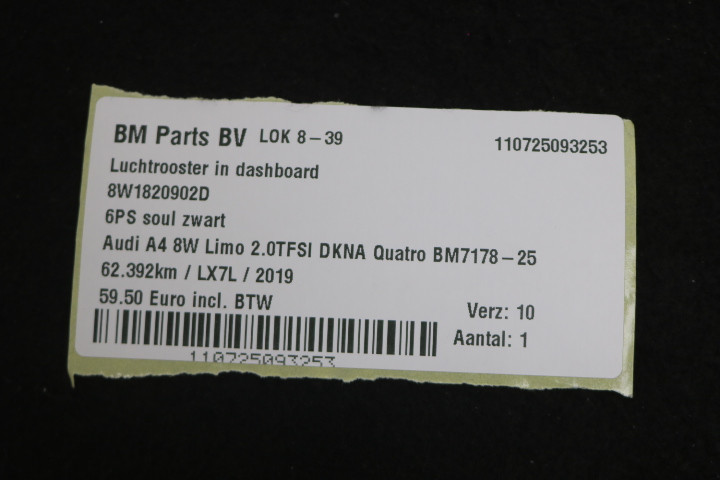 BM Parts BV LOK 8-39 110725093253
Luchtrooster in dashboard
8W1820902D
6PS soul zwart
Audi A4 8W Limo 2.0TFSI DKNA Quatro BM7178-25
62.392km / LX7L / 2019
59.50 Euro incl. BTW Verz: 10
Aantal: 1
110725093253